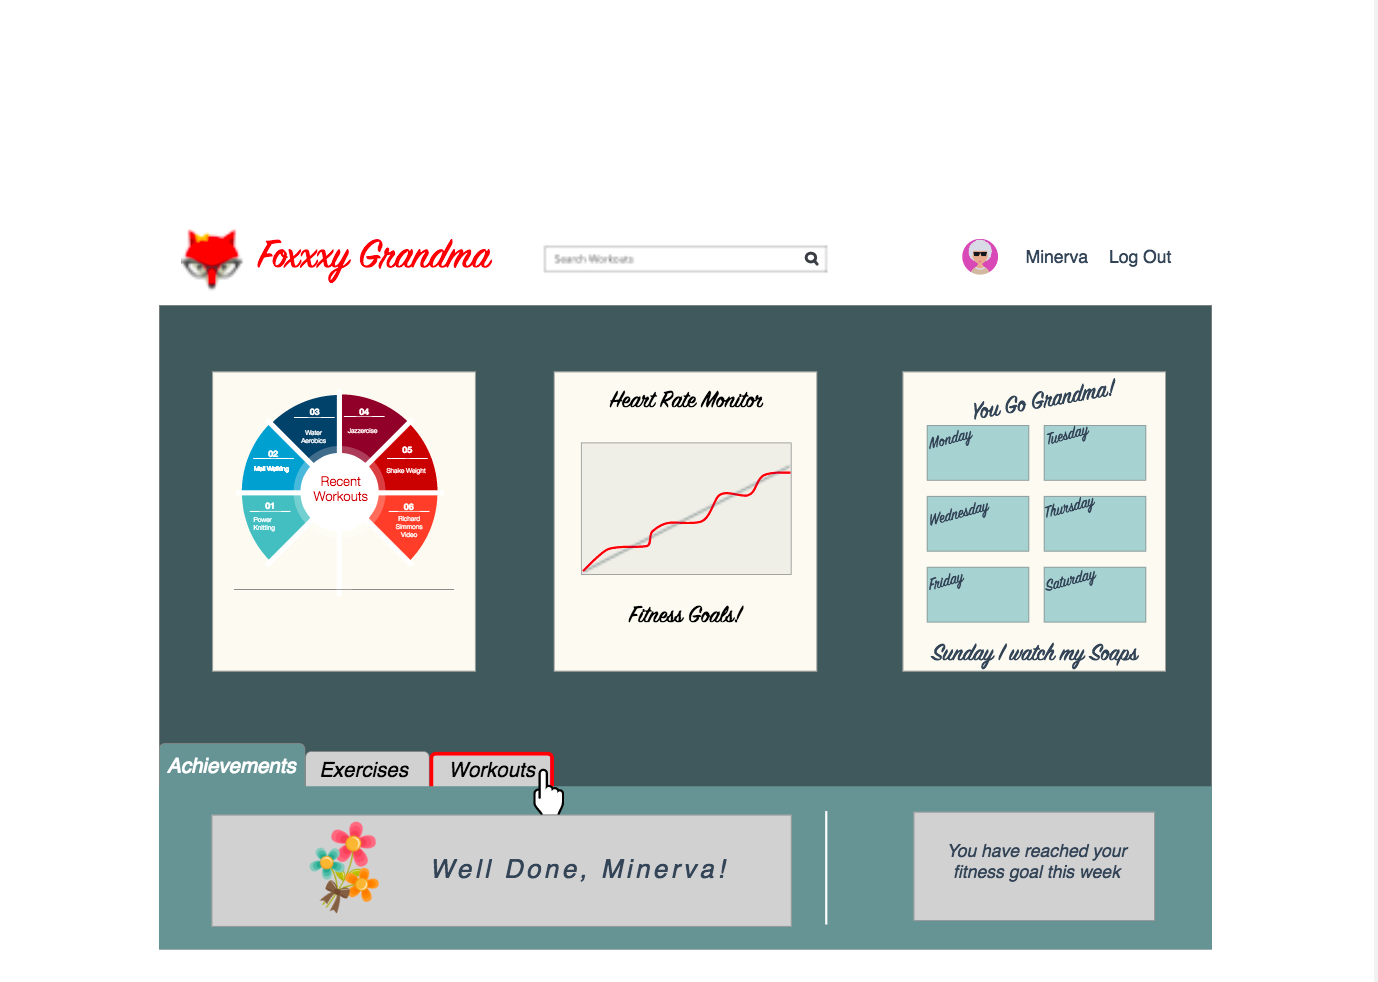 Foxxxy Grandma
Search Workouts
Minerva
Log Out
03
Water
Aerobics
04
Jazzercise
02
Mall Walking
05
Shake Weight
Recent
Workouts
01
Power
Knitting
06
Richard
Simmons
Video
Heart Rate Monitor
Fitness Goals!
You Go Grandma!
Monday
Tuesday
Wednesday
Thursday
Friday
Saturday
Sunday I watch my Soaps
Achievements
Exercises
Workouts
Well Done, Minerva!
You have reached your
fitness goal this week